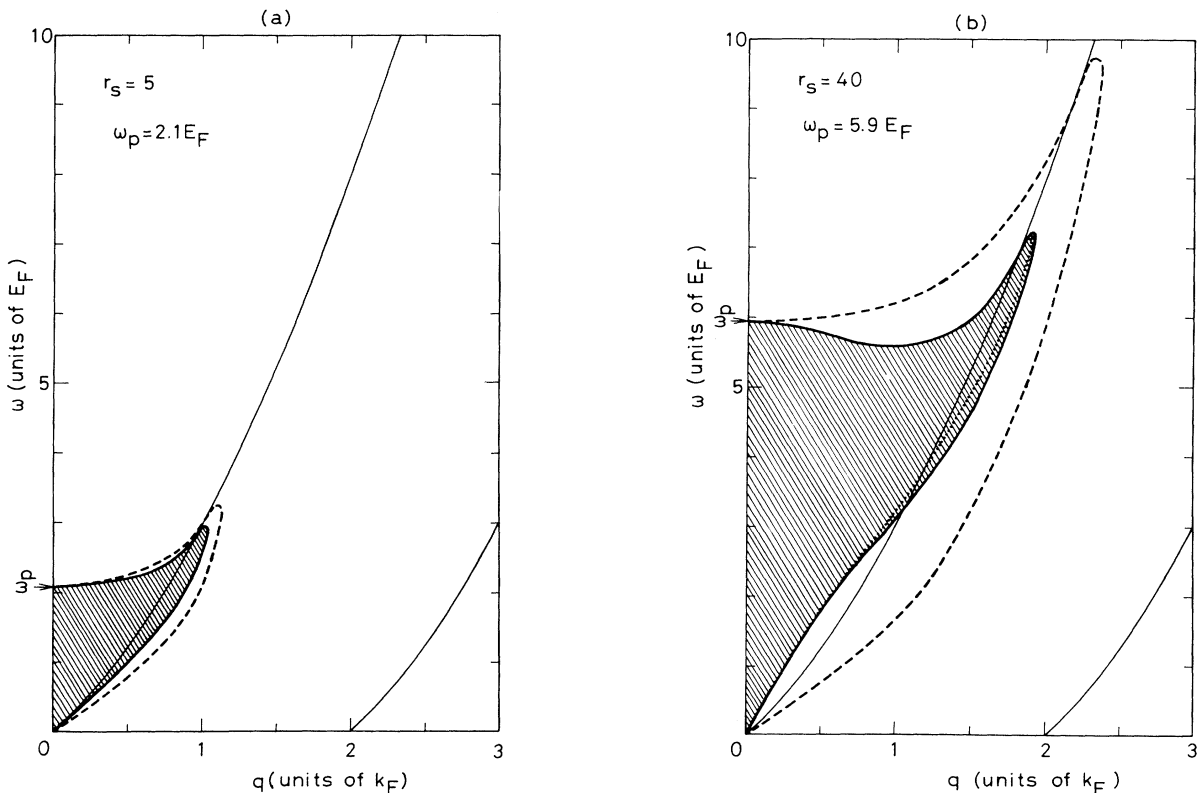 (a)
10
r_s = 5
ω_p = 2.1 E_F
5
ω_p
ω (units of E_F)
0
1
2
3
q (units of k_F)
(b)
10
r_s = 40
ω_p = 5.9 E_F
ω_p
5
ω (units of E_F)
0
1
2
3
q (units of k_F)